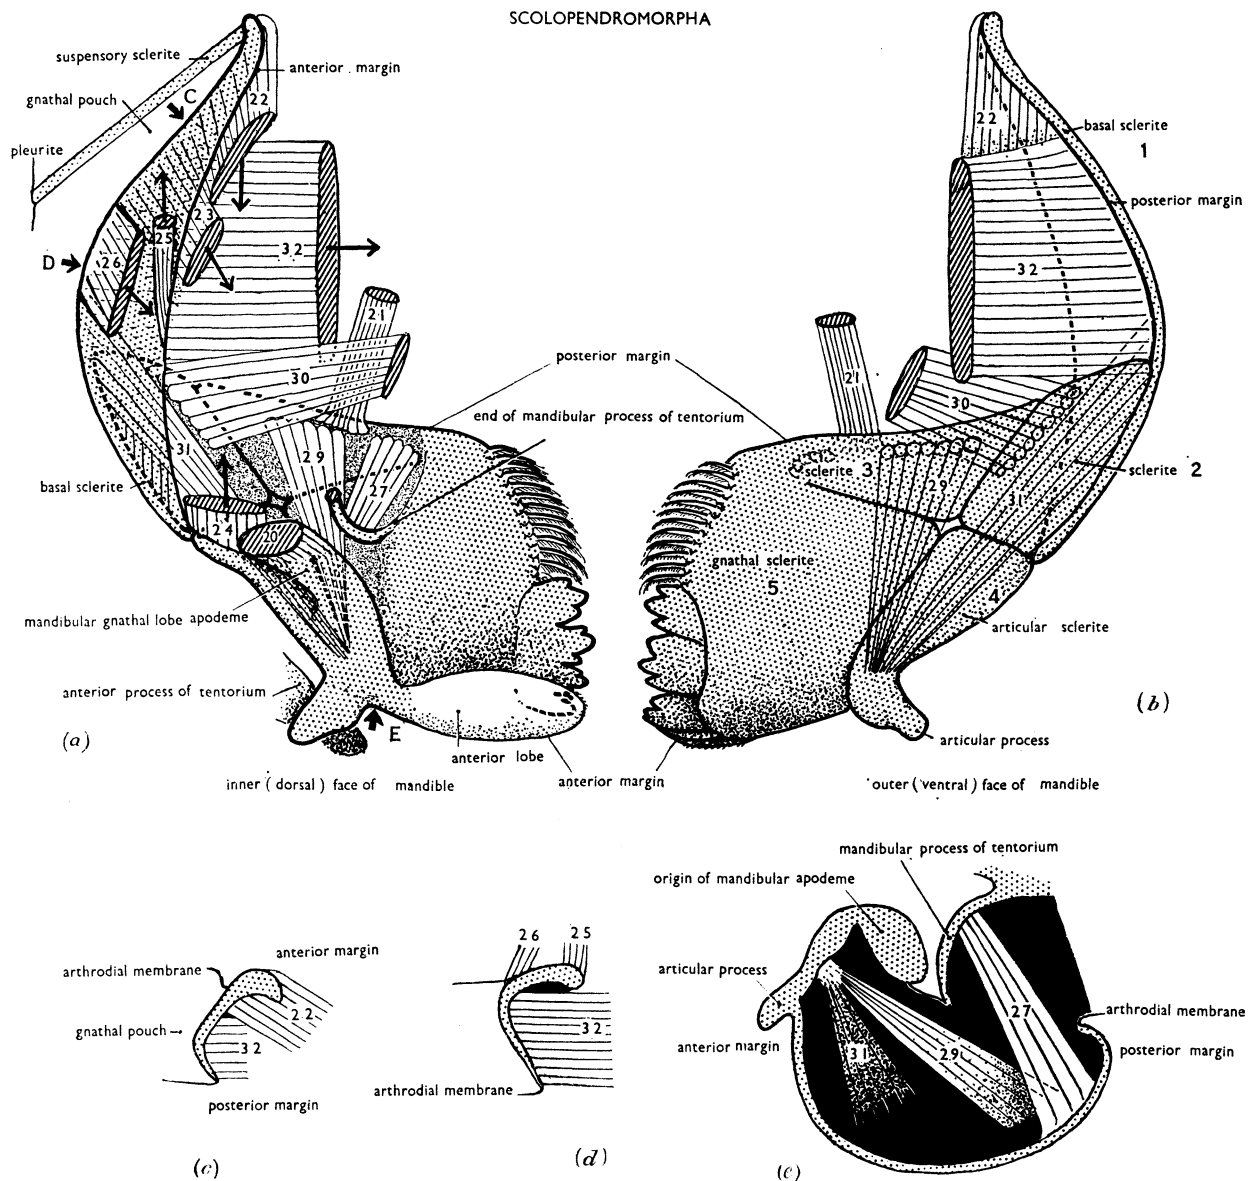 SCOLOPENDROMORPHA
suspensory sclerite
anterior margin
gnathal pouch
C
22
pleurite
23
25
26
D
32
21
30
31
29
27
basal sclerite
24
20
mandibular gnathal lobe apodeme
anterior process of tentorium
(a)
E
anterior lobe
anterior margin
inner (dorsal) face of mandible
posterior margin
end of mandibular process of tentorium
22
basal sclerite
1
posterior margin
32
21
30
sclerite 3
29
sclerite 2
31
gnathal sclerite
5
4
articular sclerite
(b)
articular process
outer (ventral) face of mandible
arthrodial membrane
anterior margin
22
gnathal pouch
32
posterior margin
(c)
26
25
32
arthrodial membrane
(d)
mandibular process of tentorium
origin of mandibular apodeme
articular process
27
arthrodial membrane
anterior margin
31
29
posterior margin
(e)